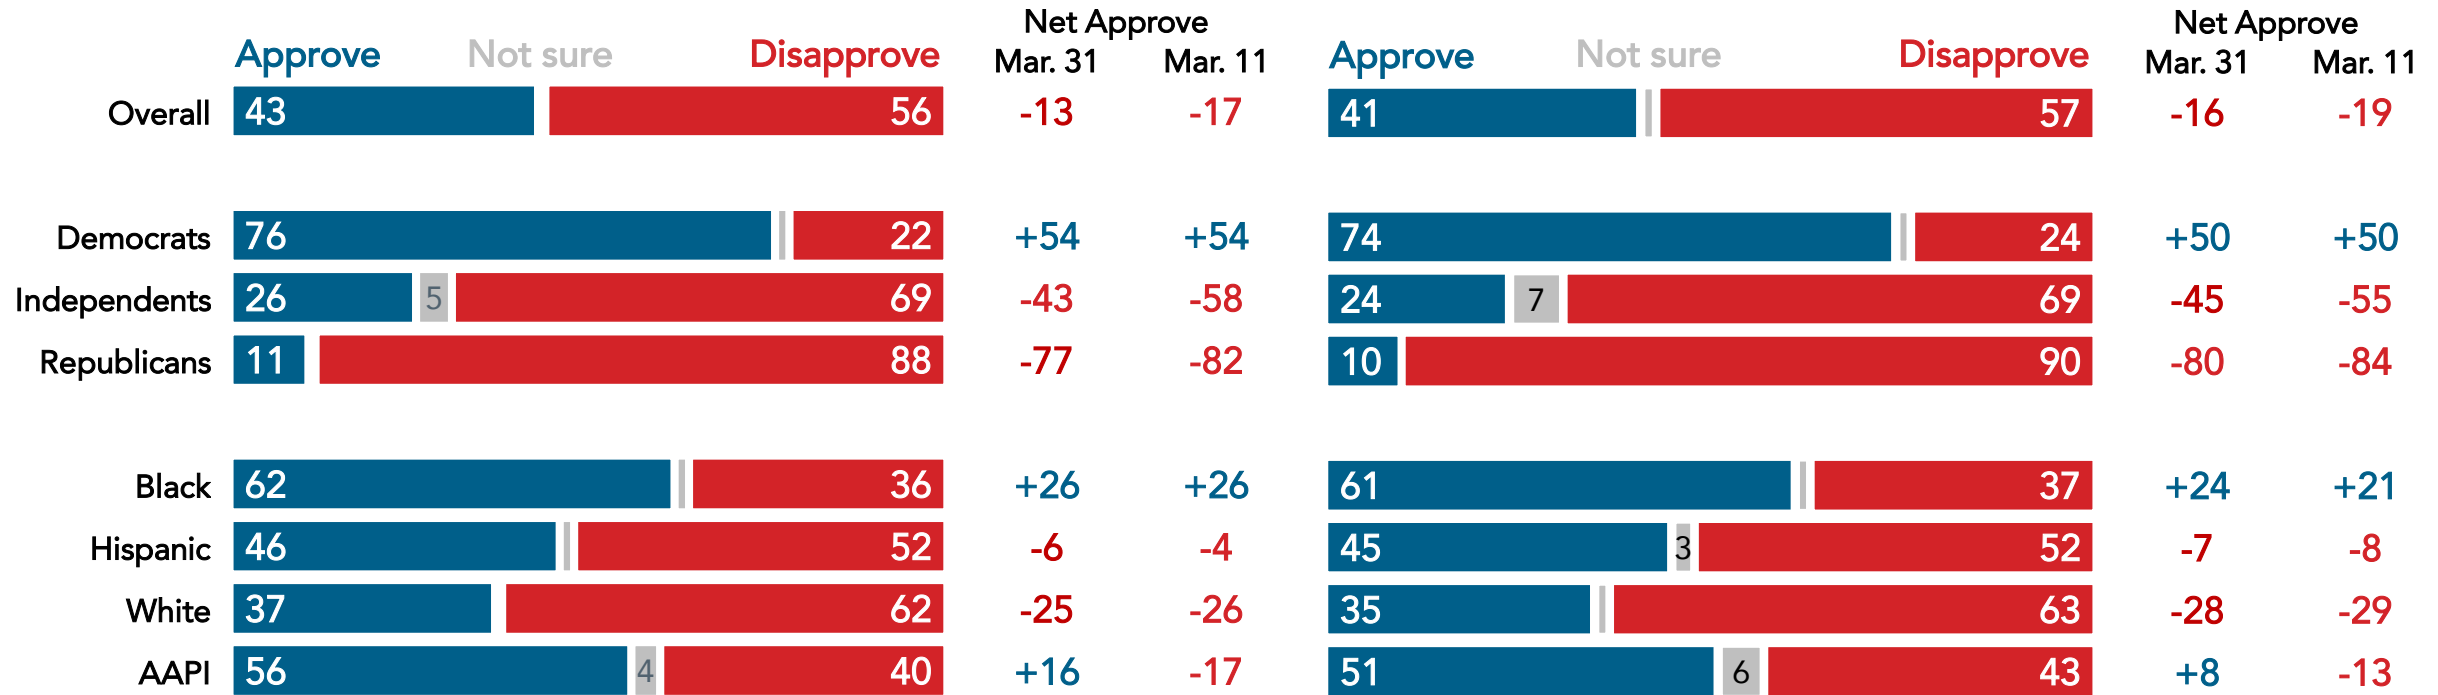 Net Approve Net Approve
Approve Not sure Disapprove Mar. 31 Mar. 11 Approve Not sure Disapprove Mar. 31 Mar. 11
Overall 43 56 -13 -17 41 57 -16 -19
Democrats 76 22 +54 +54 74 24 +50 +50
Independents 26 5 69 -43 -58 24 7 69 -45 -55
Republicans 11 88 -77 -82 10 90 -80 -84
Black 62 36 +26 +26 61 37 +24 +21
Hispanic 46 52 -6 -4 45 3 52 -7 -8
White 37 62 -25 -26 35 63 -28 -29
AAPI 56 4 40 +16 -17 51 6 43 +8 -13